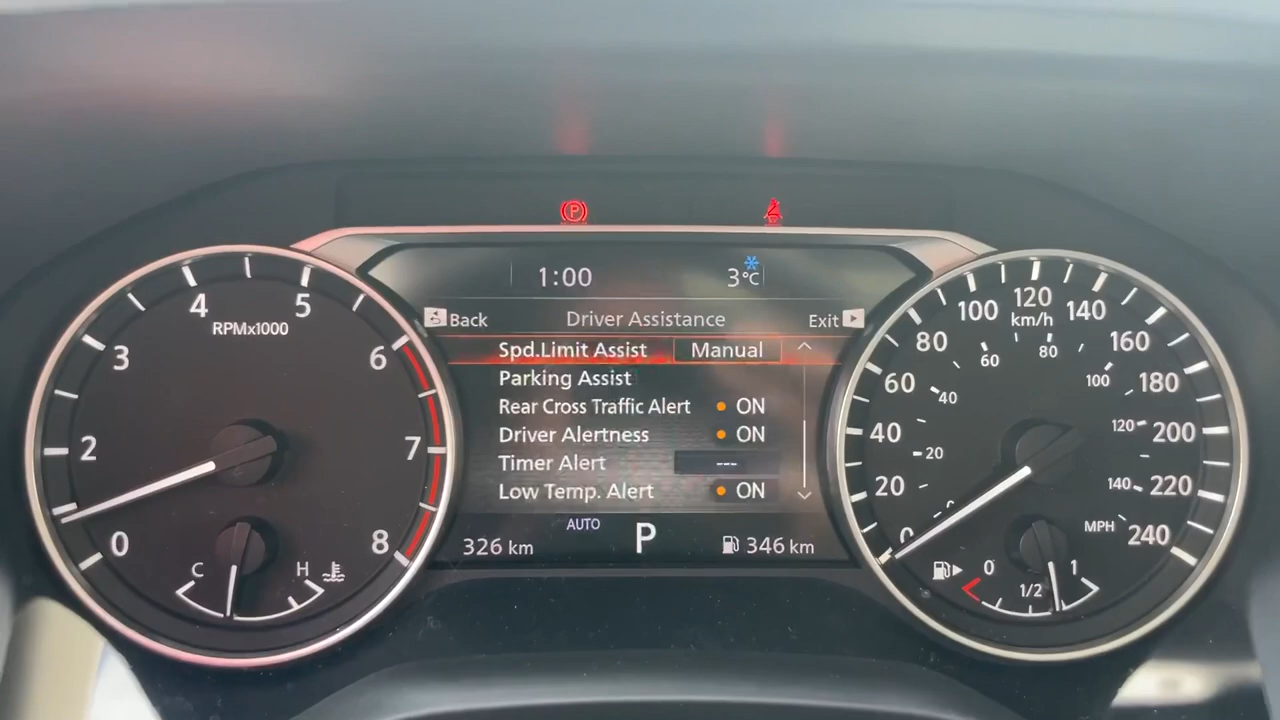 1:00 3°C
Back Driver Assistance Exit
Spd.Limit Assist Manual
Parking Assist
Rear Cross Traffic Alert ON
Driver Alertness ON
Timer Alert ---
Low Temp. Alert ON
AUTO
326 km P 346 km
RPMx1000
0 2 3 4 5 6 7 8
C H
km/h
0 20 40 60 80 100 120 140 160 180 200 220 240
0 20 40 60 80 100 120 140
MPH
0 1/2 1
P